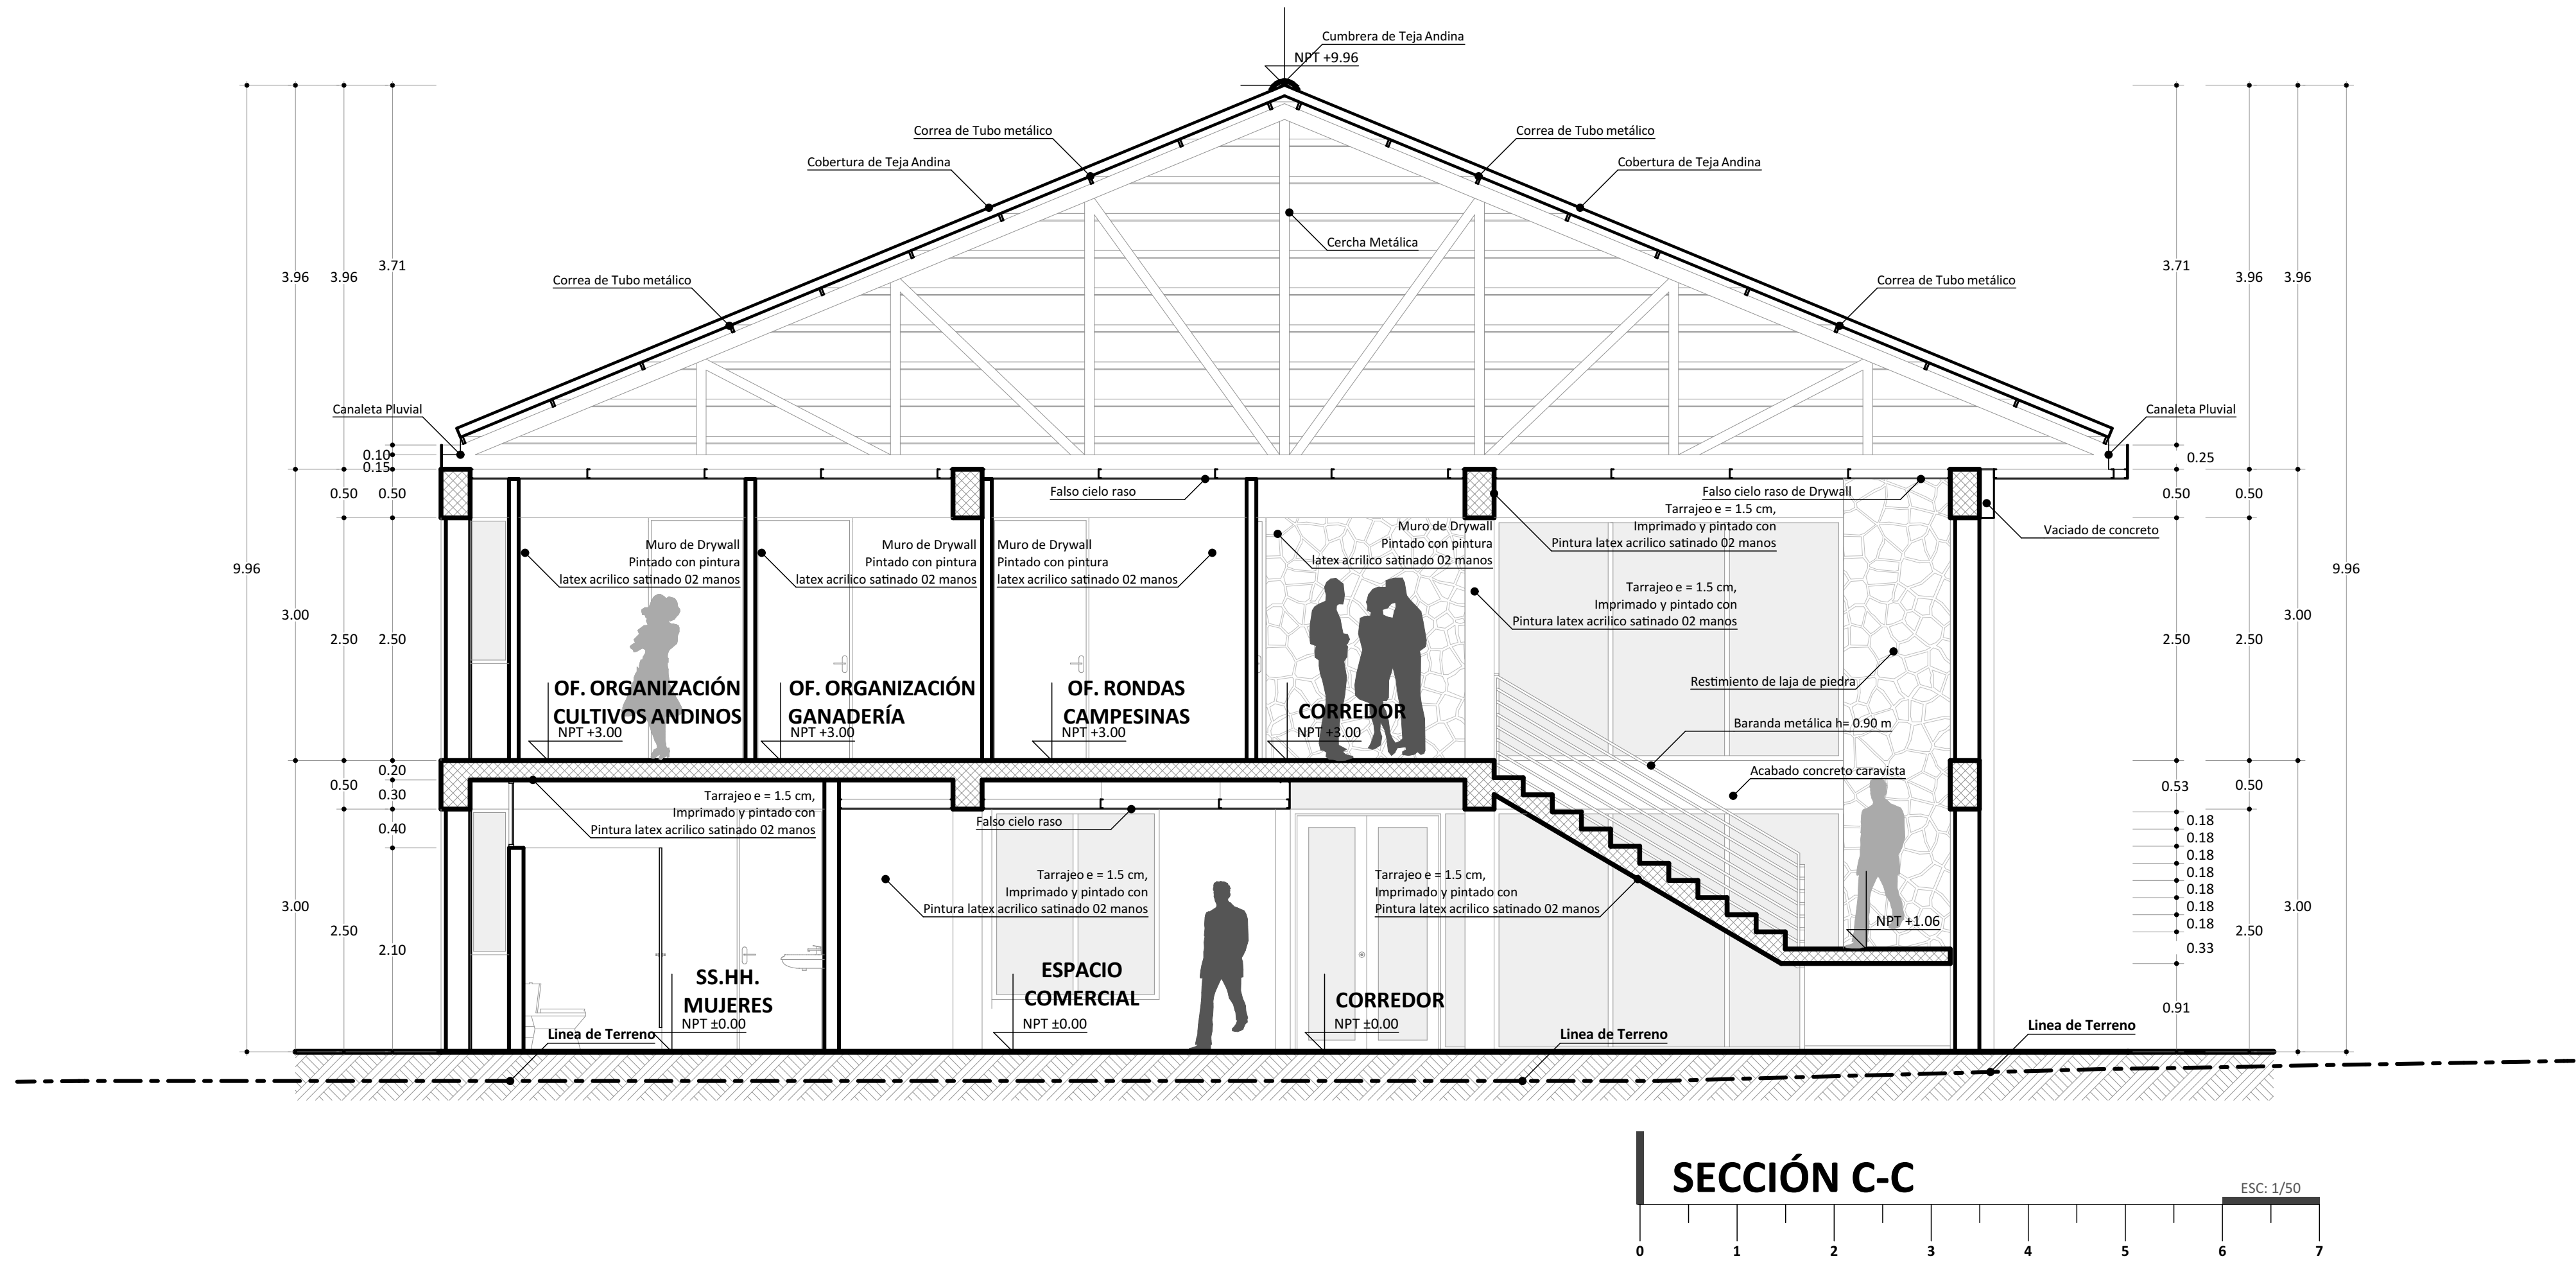 Cumbrera de Teja Andina
NPT +9.96
Correa de Tubo metálico
Correa de Tubo metálico
Cobertura de Teja Andina
Cobertura de Teja Andina
Cercha Metálica
3.96
3.96
3.71
3.71
3.96
3.96
Correa de Tubo metálico
Correa de Tubo metálico
Canaleta Pluvial
Canaleta Pluvial
0.10
0.15
0.25
0.50
0.50
0.50
0.50
Falso cielo raso
Falso cielo raso de Drywall
Tarrajeo e = 1.5 cm,
Imprimado y pintado con
Pintura latex acrilico satinado 02 manos
Vaciado de concreto
Muro de Drywall
Pintado con pintura
latex acrilico satinado 02 manos
Muro de Drywall
Pintado con pintura
latex acrilico satinado 02 manos
Muro de Drywall
Pintado con pintura
latex acrilico satinado 02 manos
Muro de Drywall
Pintado con pintura
latex acrilico satinado 02 manos
9.96
9.96
Tarrajeo e = 1.5 cm,
Imprimado y pintado con
Pintura latex acrilico satinado 02 manos
3.00
2.50
2.50
2.50
2.50
3.00
Restimiento de laja de piedra
OF. ORGANIZACIÓN
CULTIVOS ANDINOS
NPT +3.00
OF. ORGANIZACIÓN
GANADERÍA
NPT +3.00
OF. RONDAS
CAMPESINAS
NPT +3.00
CORREDOR
NPT +3.00
Baranda metálica h= 0.90 m
Acabado concreto caravista
0.50
0.20
0.30
0.40
0.53
0.50
Tarrajeo e = 1.5 cm,
Imprimado y pintado con
Pintura latex acrilico satinado 02 manos
Falso cielo raso
0.18
0.18
0.18
0.18
0.18
0.18
0.18
0.33
0.91
Tarrajeo e = 1.5 cm,
Imprimado y pintado con
Pintura latex acrilico satinado 02 manos
Tarrajeo e = 1.5 cm,
Imprimado y pintado con
Pintura latex acrilico satinado 02 manos
3.00
2.50
2.10
2.50
3.00
NPT +1.06
SS.HH.
MUJERES
NPT ±0.00
ESPACIO
COMERCIAL
NPT ±0.00
CORREDOR
NPT ±0.00
Linea de Terreno
Linea de Terreno
Linea de Terreno
SECCIÓN C-C
ESC: 1/50
0 1 2 3 4 5 6 7